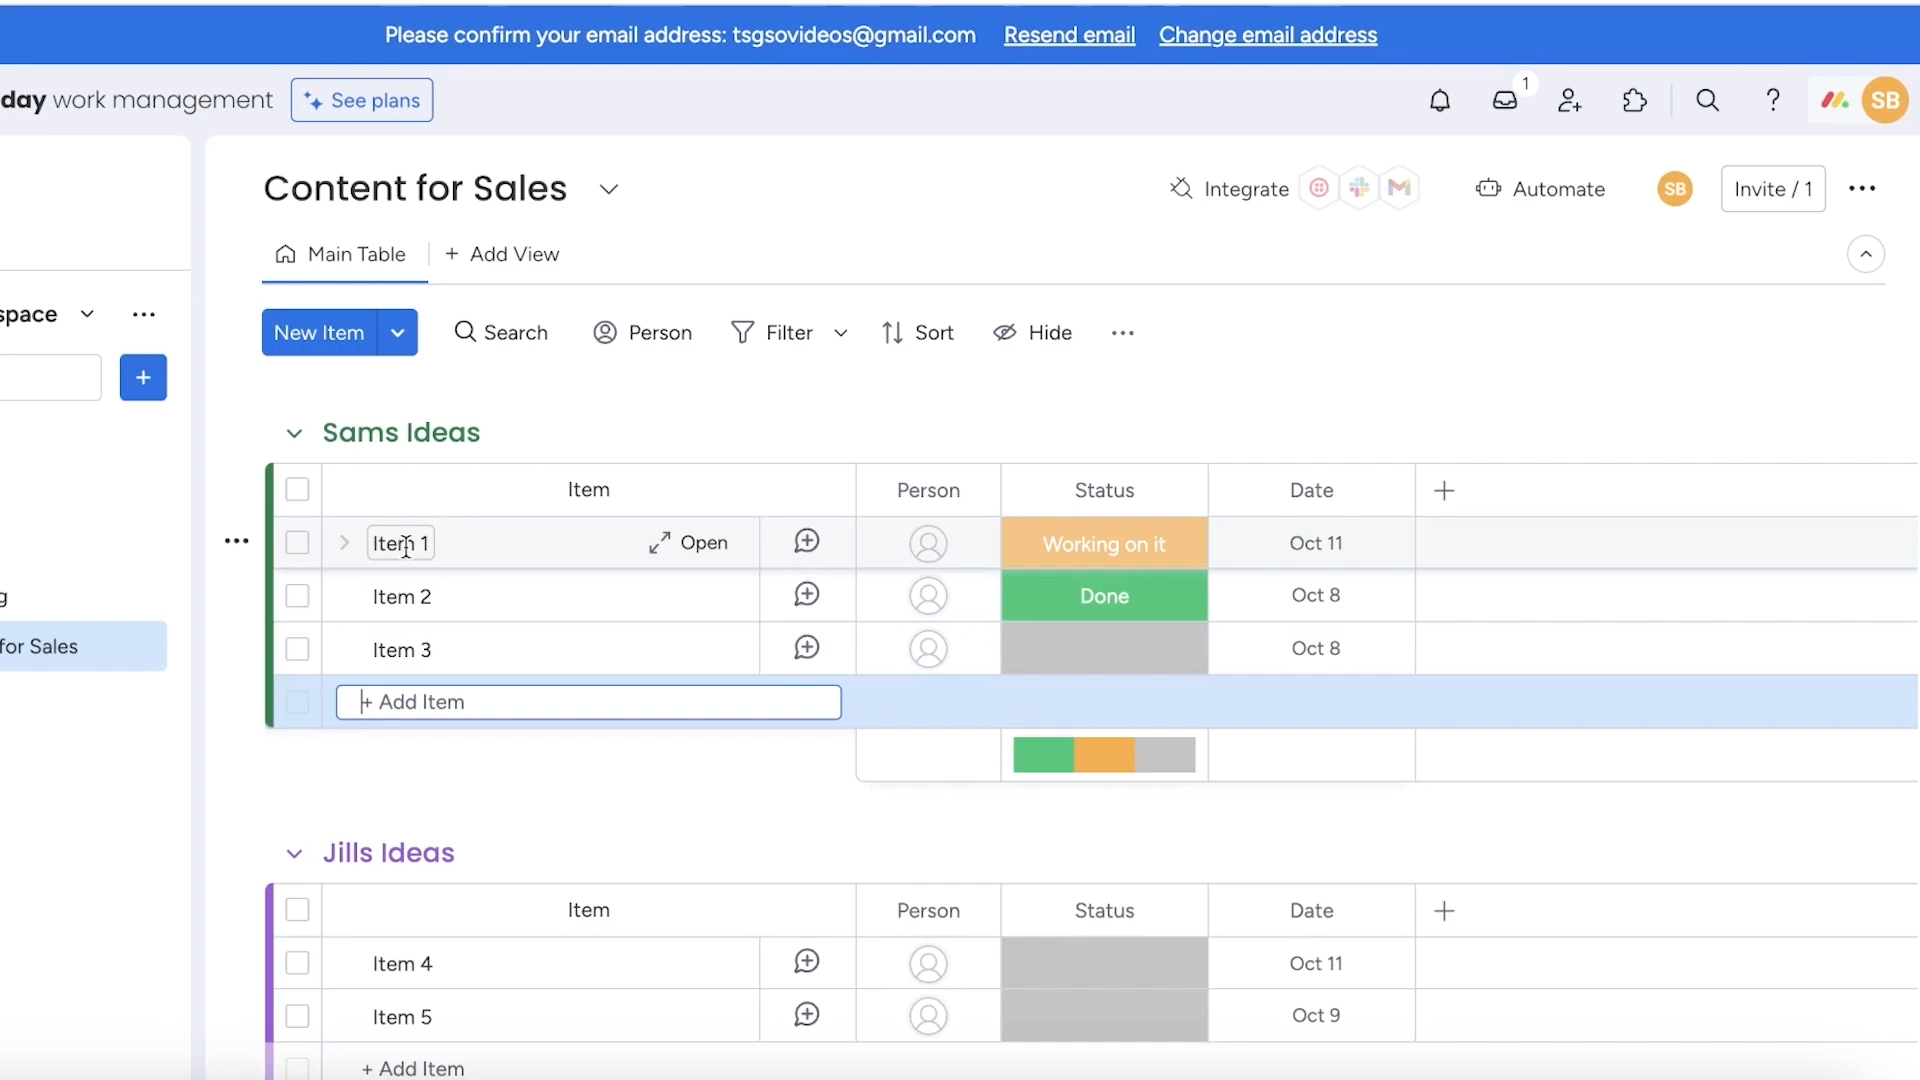 Please confirm your email address: tsgsovideos@gmail.com Resend email Change email address
day work management See plans 1 SB
Content for Sales Integrate Automate SB Invite / 1
Main Table + Add View
space
New Item Search Person Filter Sort Hide
+
Sams Ideas
Item Person Status Date +
Item 1 Open Working on it Oct 11
Item 2 Done Oct 8
g
Item 3 Oct 8
for Sales
+ Add Item
Jills Ideas
Item Person Status Date +
Item 4 Oct 11
Item 5 Oct 9
+ Add Item